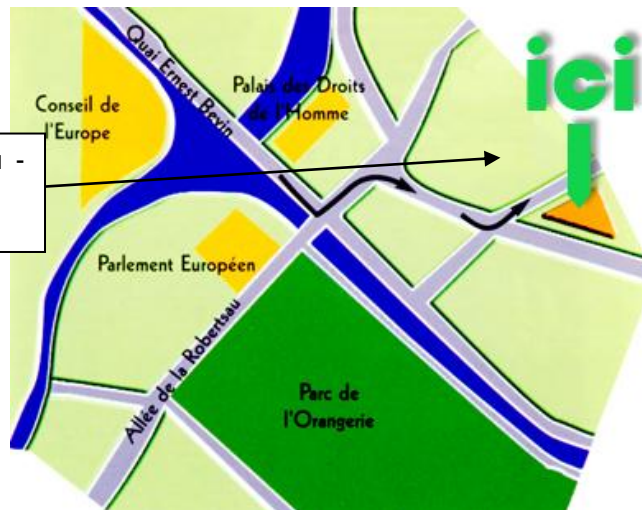 ici
Quai Ernest Bevin
Palais des Droits
de l'Homme
Conseil de
l'Europe
Parlement Européen
Allée de la Robertsau
Parc de
l'Orangerie